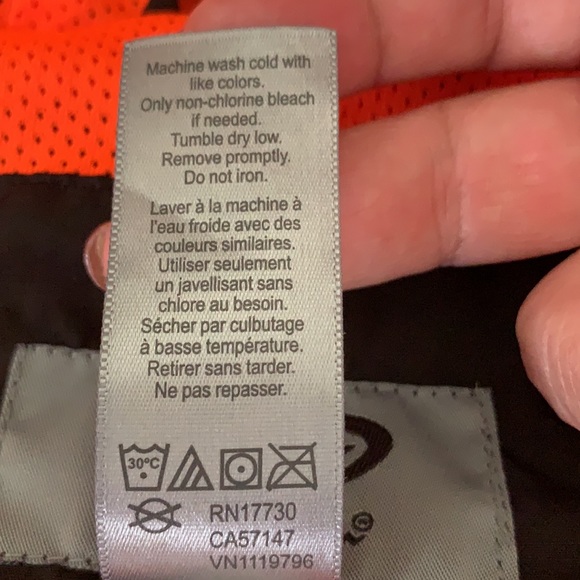 Machine wash cold with
like colors.
Only non-chlorine bleach
if needed.
Tumble dry low.
Remove promptly.
Do not iron.
Laver à la machine à
l'eau froide avec des
couleurs similaires.
Utiliser seulement
un javellisant sans
chlore au besoin.
Sécher par culbutage
à basse température.
Retirer sans tarder.
Ne pas repasser.
30°C
RN17730
CA57147
VN1119796